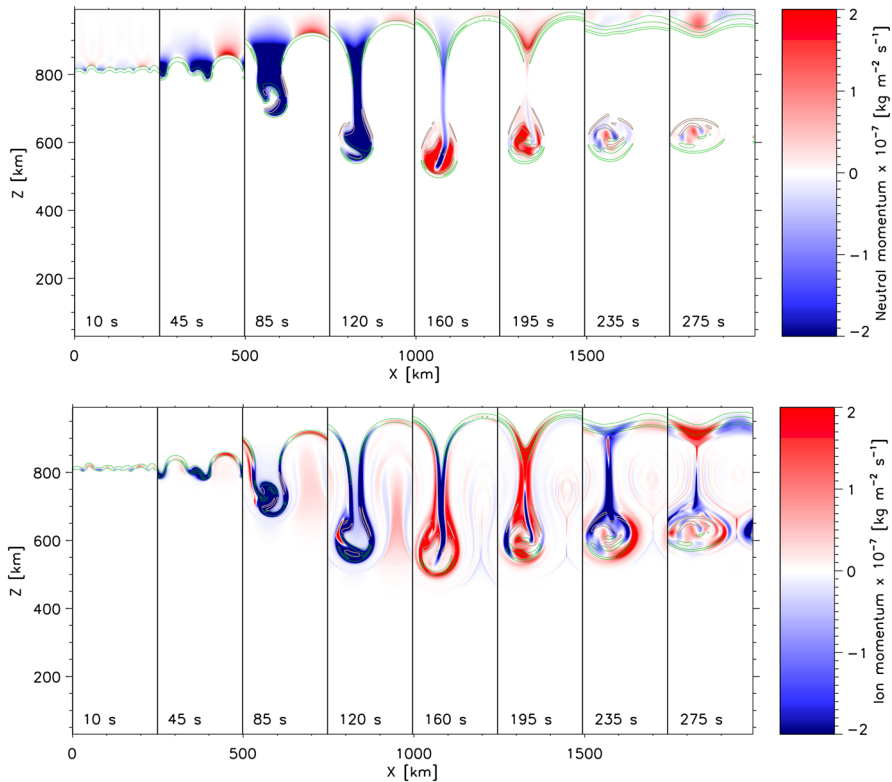 800
600
400
200
Z [km]
10 s 45 s 85 s 120 s 160 s 195 s 235 s 275 s
0 500 1000 1500
X [km]
2
1
0
-1
-2
Neutral momentum x 10⁻⁷ [kg m⁻² s⁻¹]
800
600
400
200
Z [km]
10 s 45 s 85 s 120 s 160 s 195 s 235 s 275 s
0 500 1000 1500
X [km]
2
1
0
-1
-2
Ion momentum x 10⁻⁷ [kg m⁻² s⁻¹]